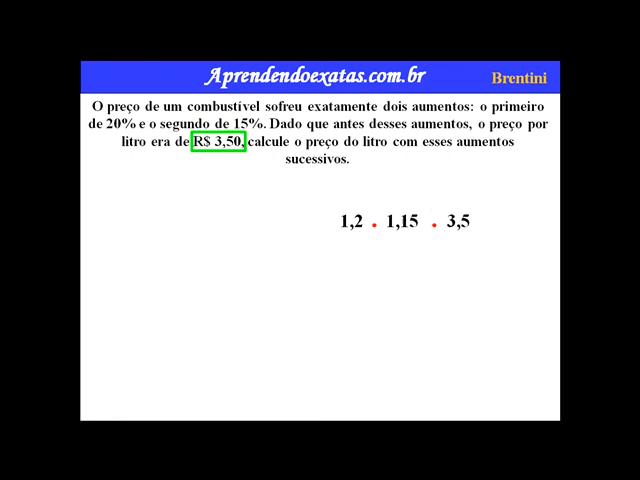 Aprendendoexatas.com.br
Brentini
O preço de um combustível sofreu exatamente dois aumentos: o primeiro
de 20% e o segundo de 15%. Dado que antes desses aumentos, o preço por
litro era de R$ 3,50, calcule o preço do litro com esses aumentos
sucessivos.
1,2 . 1,15 . 3,5